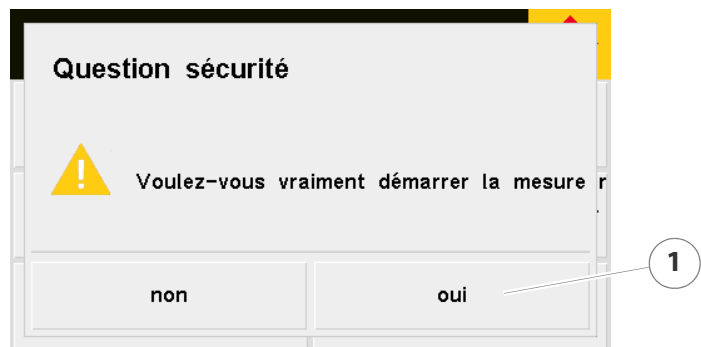 Question sécurité
Voulez-vous vraiment démarrer la mesure r
non
oui
1